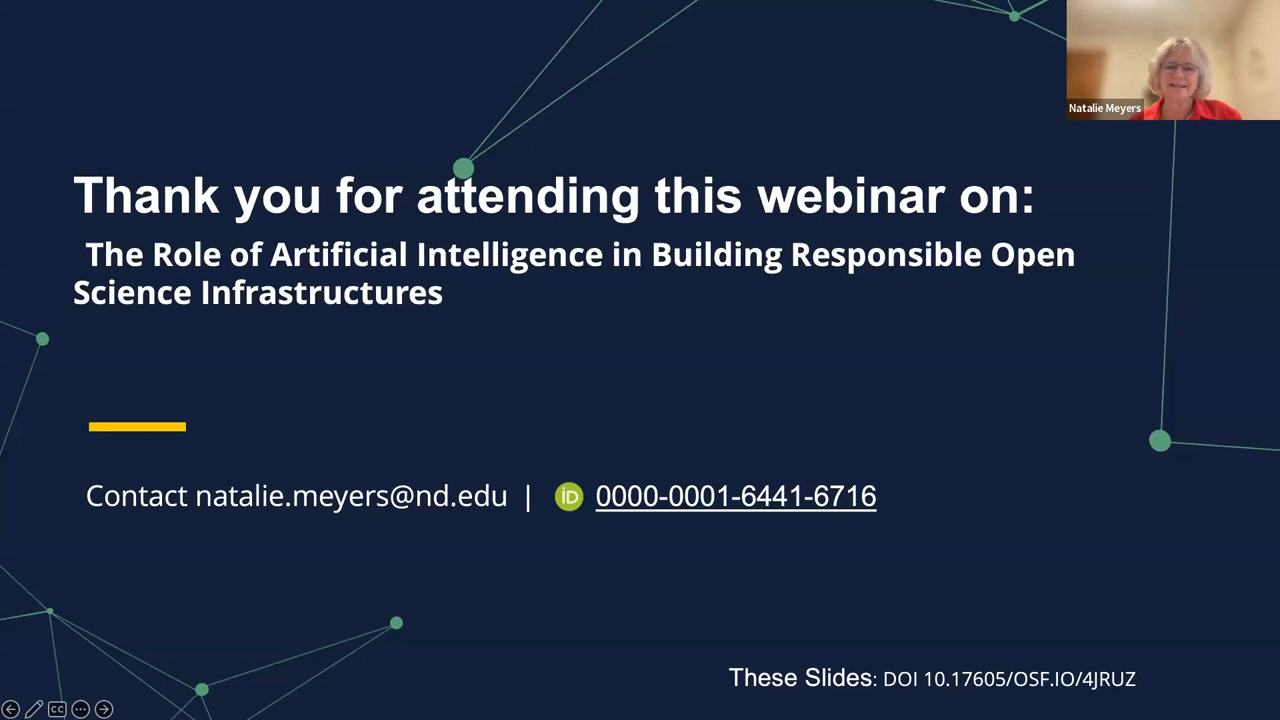 Natalie Meyers
Thank you for attending this webinar on:
The Role of Artificial Intelligence in Building Responsible Open
Science Infrastructures
Contact natalie.meyers@nd.edu | iD 0000-0001-6441-6716
These Slides: DOI 10.17605/OSF.IO/4JRUZ
CC